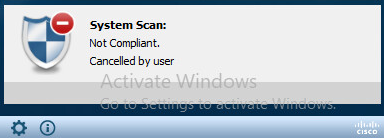 System Scan:
Not Compliant.
Cancelled by user
Activate Windows
Go to Settings to activate Windows.
CISCO